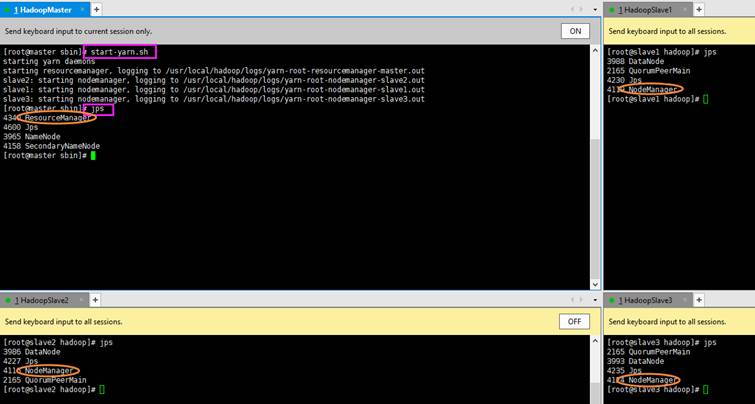 1 HadoopMaster
Send keyboard input to current session only.
ON
[root@master sbin]# start-yarn.sh
starting yarn daemons
starting resourcemanager, logging to /usr/local/hadoop/logs/yarn-root-resourcemanager-master.out
slave2: starting nodemanager, logging to /usr/local/hadoop/logs/yarn-root-nodemanager-slave2.out
slave1: starting nodemanager, logging to /usr/local/hadoop/logs/yarn-root-nodemanager-slave1.out
slave3: starting nodemanager, logging to /usr/local/hadoop/logs/yarn-root-nodemanager-slave3.out
[root@master sbin]# jps
ResourceManager
4600 Jps
3965 NameNode
4158 SecondaryNameNode
[root@master sbin]#
1 HadoopSlave1
Send keyboard input to all sessions.
[root@slave1 hadoop]# jps
3988 DataNode
2165 QuorumPeerMain
4230 Jps
NodeManager
[root@slave1 hadoop]#
1 HadoopSlave2
Send keyboard input to all sessions.
OFF
[root@slave2 hadoop]# jps
3986 DataNode
4227 Jps
NodeManager
2165 QuorumPeerMain
[root@slave2 hadoop]#
1 HadoopSlave3
Send keyboard input to all sessions.
[root@slave3 hadoop]# jps
2165 QuorumPeerMain
3993 DataNode
4235 Jps
NodeManager
[root@slave3 hadoop]#